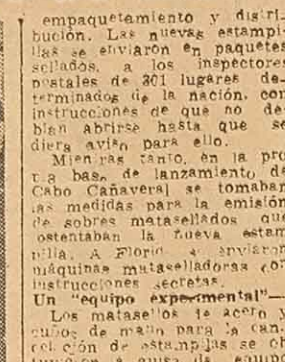 empaquetamiento y distri-
bución. Las nuevas estampi-
llas se enviaron en paquetes
sellados, a los inspectores
postales de 301 lugares de-
terminados de la nación, con
instrucciones de que no de-
bían abrirse hasta que se
diera aviso para ello.
Mientras tanto, en la pro
base de lanzamiento de
Cabo Cañaveral se tomaban
las medidas para la emisión
de sobres matasellados que
ostentaban la nueva estam
pilla. A Florid enviaron
máquinas mataselladoras con
instrucciones secretas.
Un "equipo experimental"—
Los matasellos de acero y
cuños de mano para la can-
celación de estampillas se